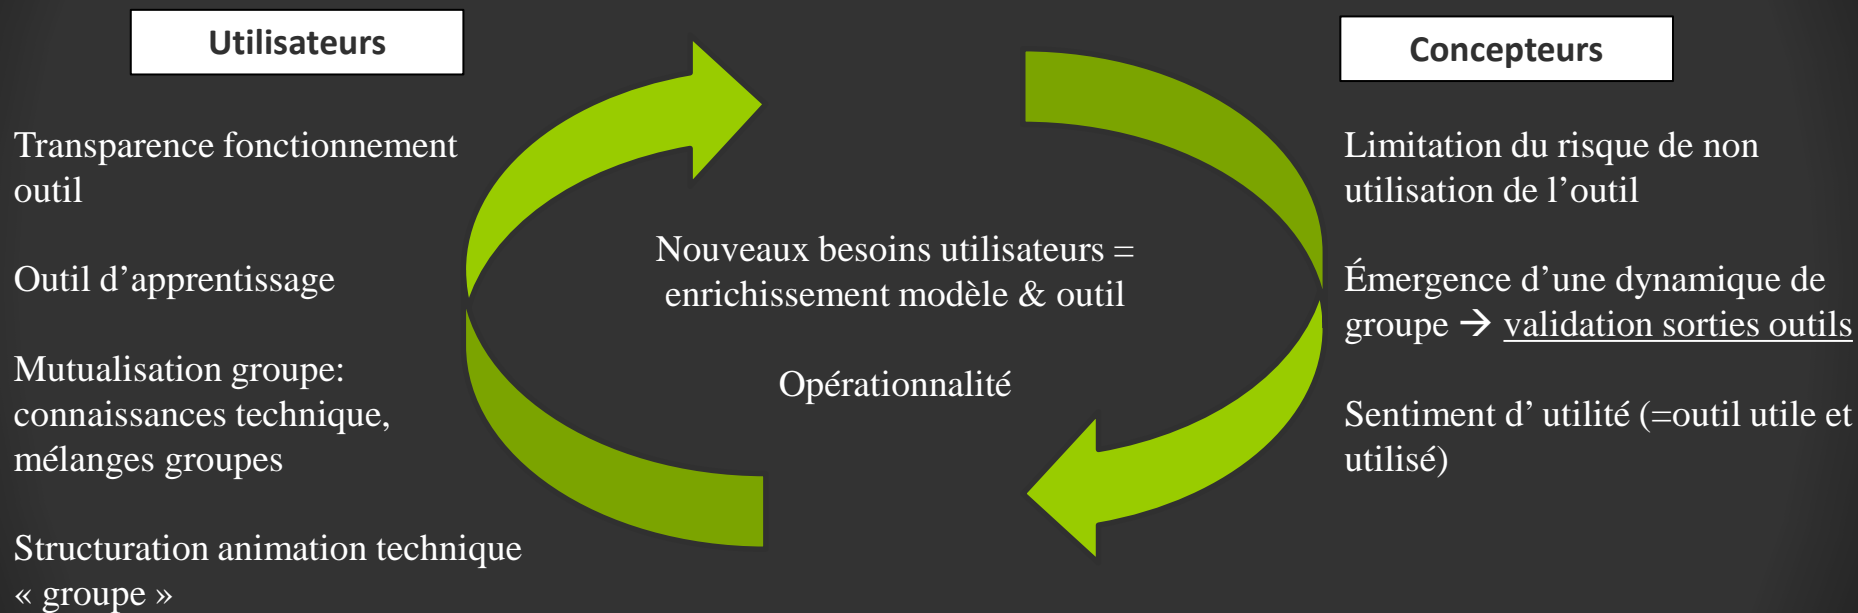 Utilisateurs
Transparence fonctionnement
outil
Outil d’apprentissage
Mutualisation groupe:
connaissances technique,
mélanges groupes
Structuration animation technique
« groupe »
Nouveaux besoins utilisateurs =
enrichissement modèle & outil
Opérationnalité
Concepteurs
Limitation du risque de non
utilisation de l’outil
Émergence d’une dynamique de
groupe → validation sorties outils
Sentiment d’ utilité (=outil utile et
utilisé)